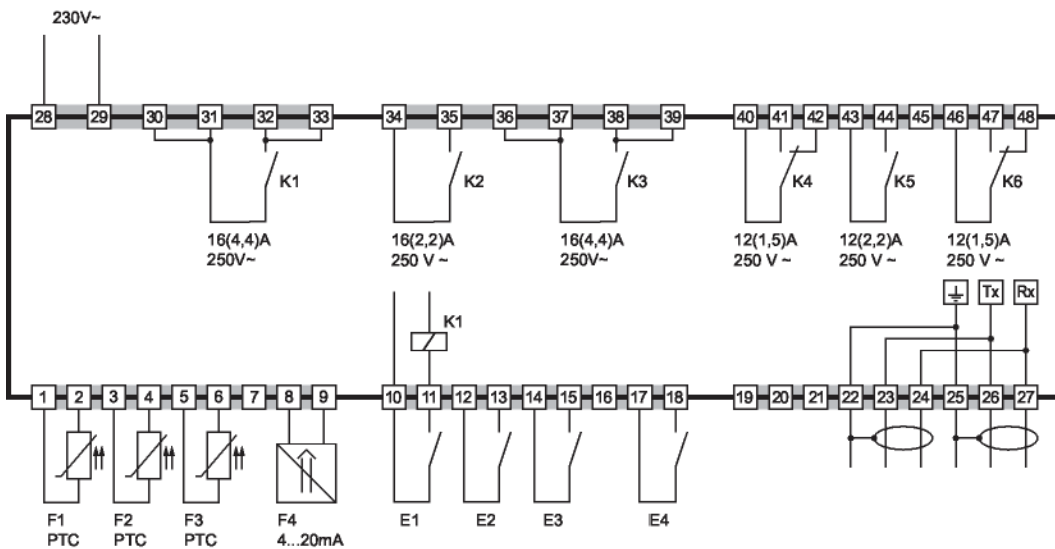 230V~
28 29 30 31 32 33 34 35 36 37 38 39 40 41 42 43 44 45 46 47 48
K1 K2 K3 K4 K5 K6
16(4,4)A 16(2,2)A 16(4,4)A 12(1,5)A 12(2,2)A 12(1,5)A
250V~ 250 V ~ 250V~ 250 V ~ 250 V ~ 250 V ~
Tx Rx
K1
1 2 3 4 5 6 7 8 9 10 11 12 13 14 15 16 17 18 19 20 21 22 23 24 25 26 27
F1 F2 F3 F4 E1 E2 E3 E4
PTC PTC PTC 4...20mA